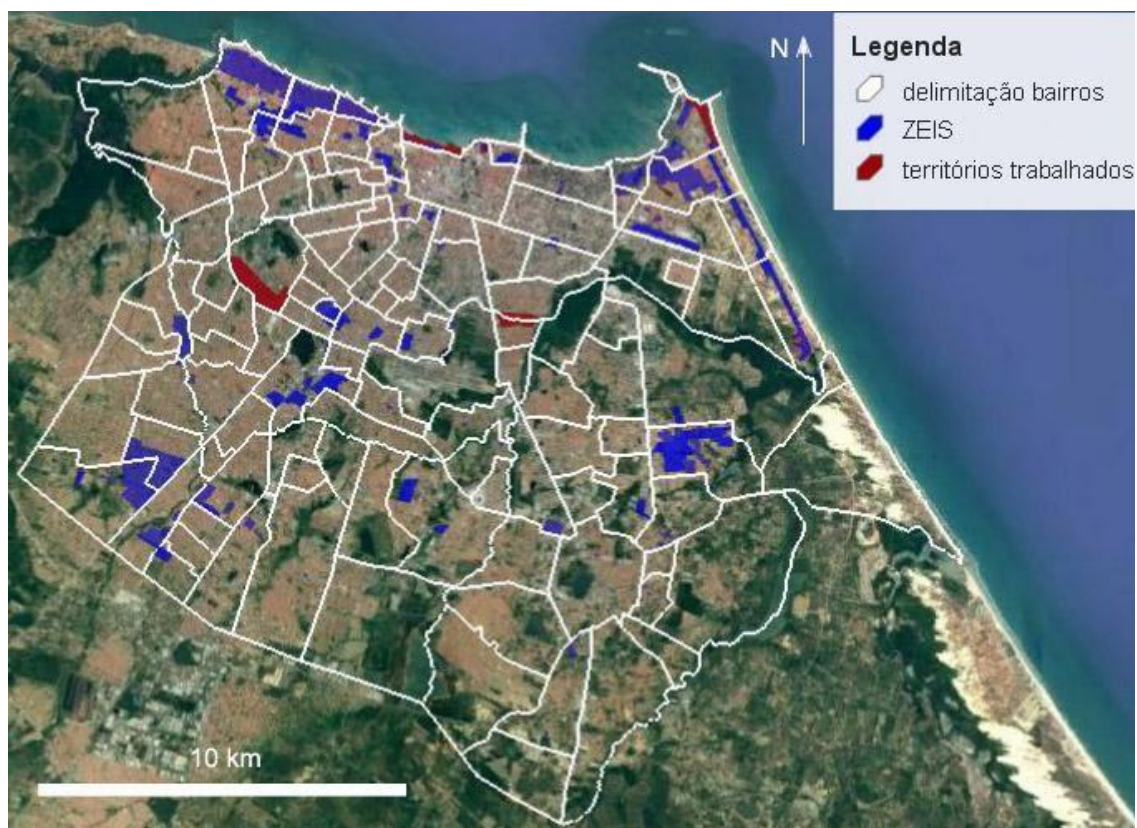 N
Legenda
delimitação bairros
ZEIS
territórios trabalhados
10 km